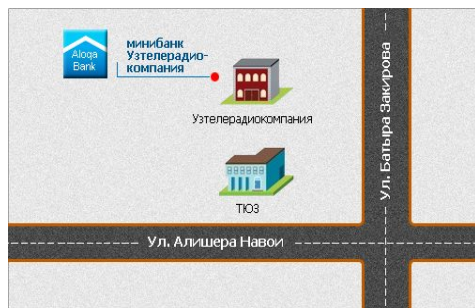 Aloqa
Bank
минибанк
Узтелерадио-
компания
Узтелерадиокомпания
ТЮЗ
Ул. Алишера Навои
Ул. Батыра Закирова